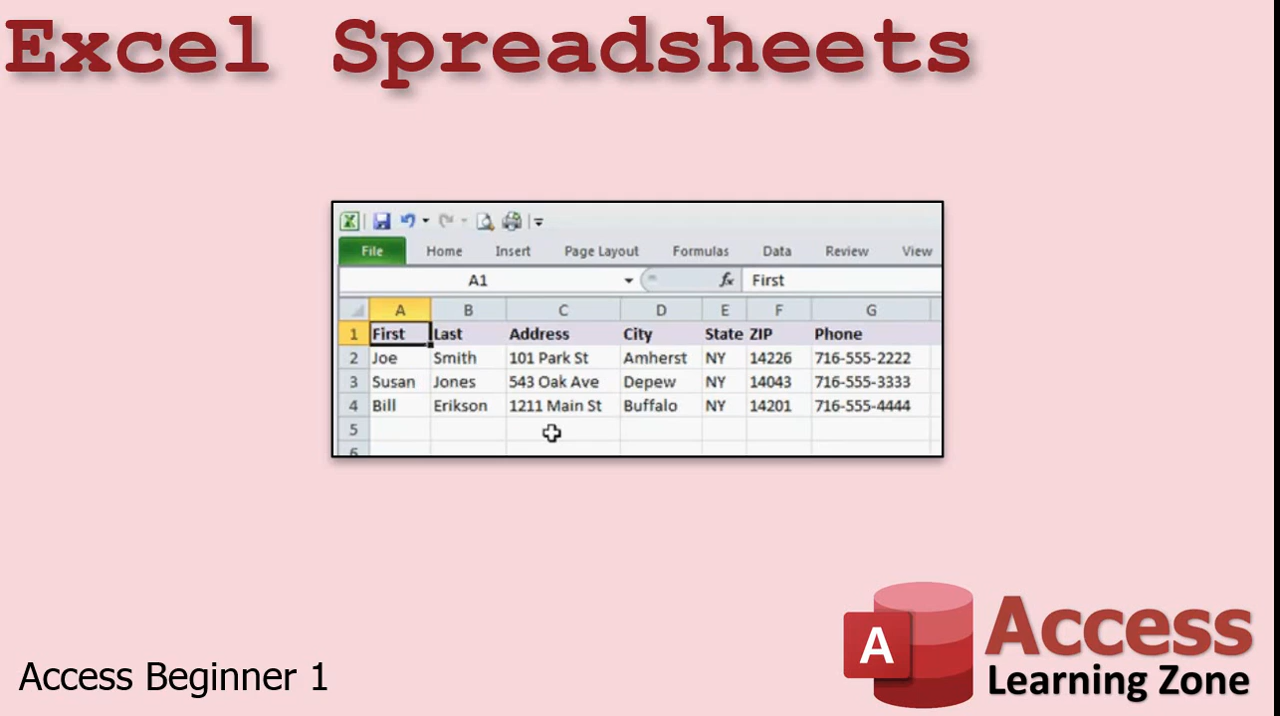 Excel Spreadsheets
File Home Insert Page Layout Formulas Data Review View
A1 fx First
A B C D E F G
1 First Last Address City State ZIP Phone
2 Joe Smith 101 Park St Amherst NY 14226 716-555-2222
3 Susan Jones 543 Oak Ave Depew NY 14043 716-555-3333
4 Bill Erikson 1211 Main St Buffalo NY 14201 716-555-4444
5
6
A Access
Learning Zone
Access Beginner 1